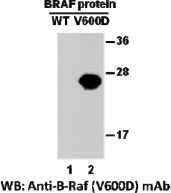 BRAF protein
WT V600D
36
28
17
1 2
WB: Anti-B-Raf (V600D) mAb